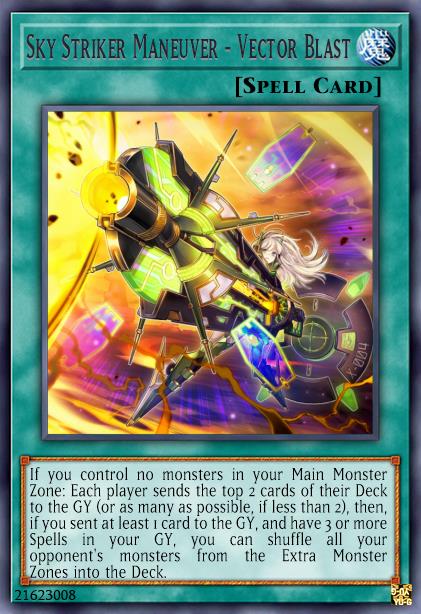 Sky Striker Maneuver - Vector Blast 魔
[Spell Card]
X-004
If you control no monsters in your Main Monster
Zone: Each player sends the top 2 cards of their Deck
to the GY (or as many as possible, if less than 2), then,
if you sent at least 1 card to the GY, and have 3 or more
Spells in your GY, you can shuffle all your
opponent's monsters from the Extra Monster
Zones into the Deck.
21623008